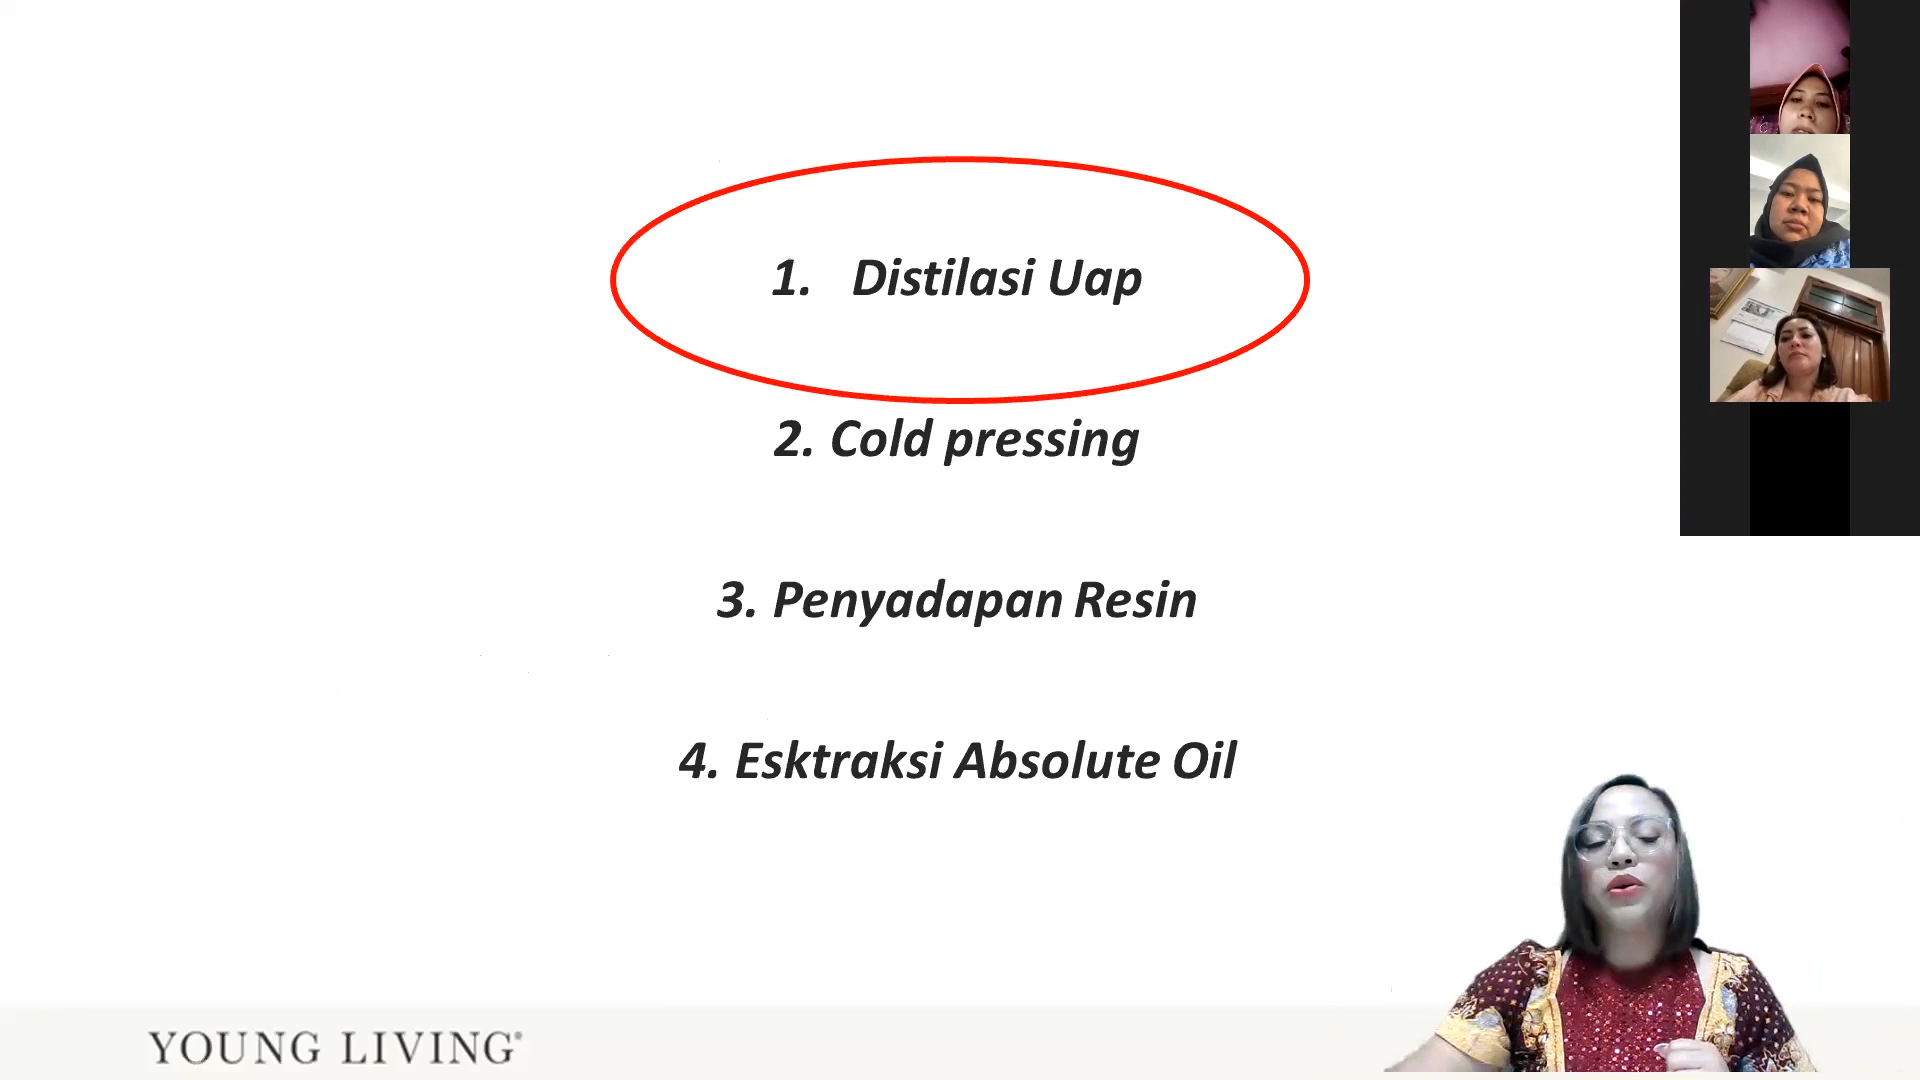 1. Distilasi Uap
2. Cold pressing
3. Penyadapan Resin
4. Esktraksi Absolute Oil
YOUNG LIVING®